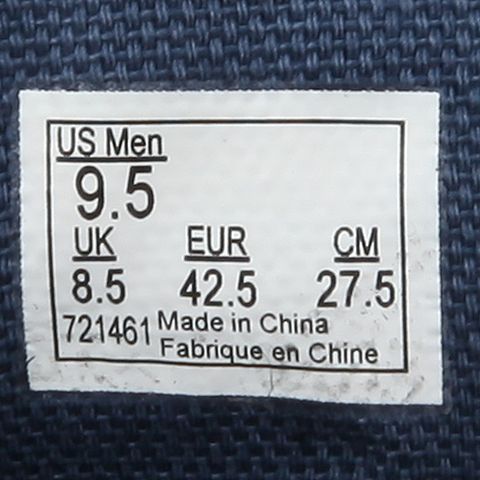 US Men
9.5
UK EUR CM
8.5 42.5 27.5
721461 Made in China
Fabrique en Chine